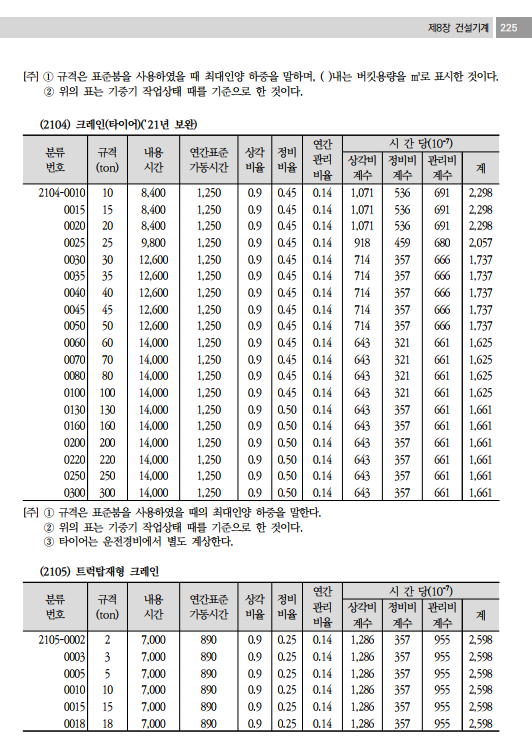 제8장 건설기계 225
[주] ① 규격은 표준붐을 사용하였을 때 최대인양 하중을 말하며, ( )내는 버킷용량을 ㎥로 표시한 것이다.
② 위의 표는 기중기 작업상태 때를 기준으로 한 것이다.
(2104) 크레인(타이어)('21년 보완)
분류번호 규격(ton) 내용시간 연간표준가동시간 상각비율 정비비율 연간관리비율 시 간 당(10⁻⁷)
상각비계수 정비비계수 관리비계수 계
2104-0010 10 8,400 1,250 0.9 0.45 0.14 1,071 536 691 2,298
0015 15 8,400 1,250 0.9 0.45 0.14 1,071 536 691 2,298
0020 20 8,400 1,250 0.9 0.45 0.14 1,071 536 691 2,298
0025 25 9,800 1,250 0.9 0.45 0.14 918 459 680 2,057
0030 30 12,600 1,250 0.9 0.45 0.14 714 357 666 1,737
0035 35 12,600 1,250 0.9 0.45 0.14 714 357 666 1,737
0040 40 12,600 1,250 0.9 0.45 0.14 714 357 666 1,737
0045 45 12,600 1,250 0.9 0.45 0.14 714 357 666 1,737
0050 50 12,600 1,250 0.9 0.45 0.14 714 357 666 1,737
0060 60 14,000 1,250 0.9 0.45 0.14 643 321 661 1,625
0070 70 14,000 1,250 0.9 0.45 0.14 643 321 661 1,625
0080 80 14,000 1,250 0.9 0.45 0.14 643 321 661 1,625
0100 100 14,000 1,250 0.9 0.45 0.14 643 321 661 1,625
0130 130 14,000 1,250 0.9 0.50 0.14 643 357 661 1,661
0160 160 14,000 1,250 0.9 0.50 0.14 643 357 661 1,661
0200 200 14,000 1,250 0.9 0.50 0.14 643 357 661 1,661
0220 220 14,000 1,250 0.9 0.50 0.14 643 357 661 1,661
0250 250 14,000 1,250 0.9 0.50 0.14 643 357 661 1,661
0300 300 14,000 1,250 0.9 0.50 0.14 643 357 661 1,661
[주] ① 규격은 표준붐을 사용하였을 때의 최대인양 하중을 말한다.
② 위의 표는 기중기 작업상태 때를 기준으로 한 것이다.
③ 타이어는 운전경비에서 별도 계상한다.
(2105) 트럭탑재형 크레인
분류번호 규격(ton) 내용시간 연간표준가동시간 상각비율 정비비율 연간관리비율 시 간 당(10⁻⁷)
상각비계수 정비비계수 관리비계수 계
2105-0002 2 7,000 890 0.9 0.25 0.14 1,286 357 955 2,598
0003 3 7,000 890 0.9 0.25 0.14 1,286 357 955 2,598
0005 5 7,000 890 0.9 0.25 0.14 1,286 357 955 2,598
0010 10 7,000 890 0.9 0.25 0.14 1,286 357 955 2,598
0015 15 7,000 890 0.9 0.25 0.14 1,286 357 955 2,598
0018 18 7,000 890 0.9 0.25 0.14 1,286 357 955 2,598